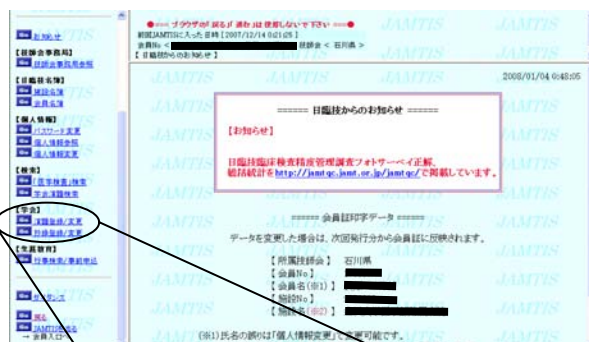 お知らせ
【技師会事務局】
技師会事務局参照
【日臨技名簿】
施設名簿
会員名簿
【個人情報】
パスワード変更
個人情報参照
個人情報変更
【検索】
「医学検査」検索
学会演題検索
【学会】
演題登録/変更
抄録登録/変更
【生涯教育】
行事検索/事前申込
戻る
●=== ブラウザの「戻る」「進む」は使用しないで下さい ===●
前回JAMTISに入った日時【2007/12/14 0:21:25】
会員No <
技師会 < 石川県 >
【日臨技からのお知らせ】
2008/01/04 0:48:05
====== 日臨技からのお知らせ ======
【お知らせ】
日臨技臨床検査精度管理調査フォトサーベイ正解、
総括統計をhttp://jamtqc.jamt.or.jp/jamtqc/で掲載しています。
====== 会員証印字データ ======
データを変更した場合は、次回発行分から会員証に反映されます。
【所属技師会】 石川県
【会員No】
【会員名(※1)】
【施設No】
【施設名(※2)】
(※1)氏名の誤りは「個人情報変更」で変更可能です。
JAMTIS